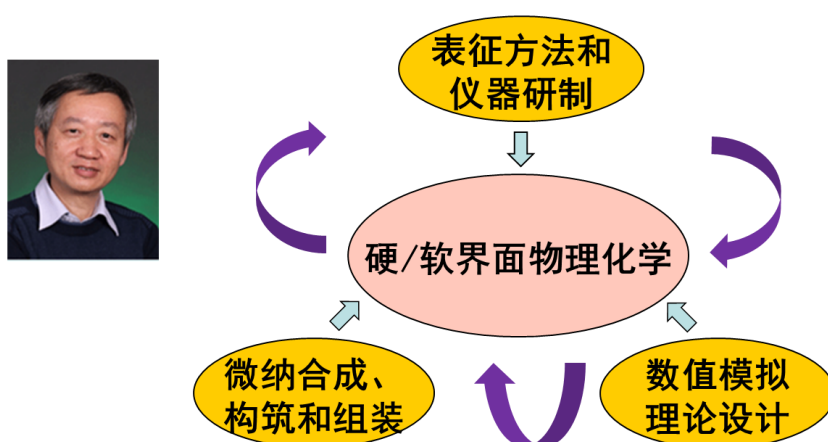 表征方法和
仪器研制
硬/软界面物理化学
微纳合成、
构筑和组装
数值模拟
理论设计